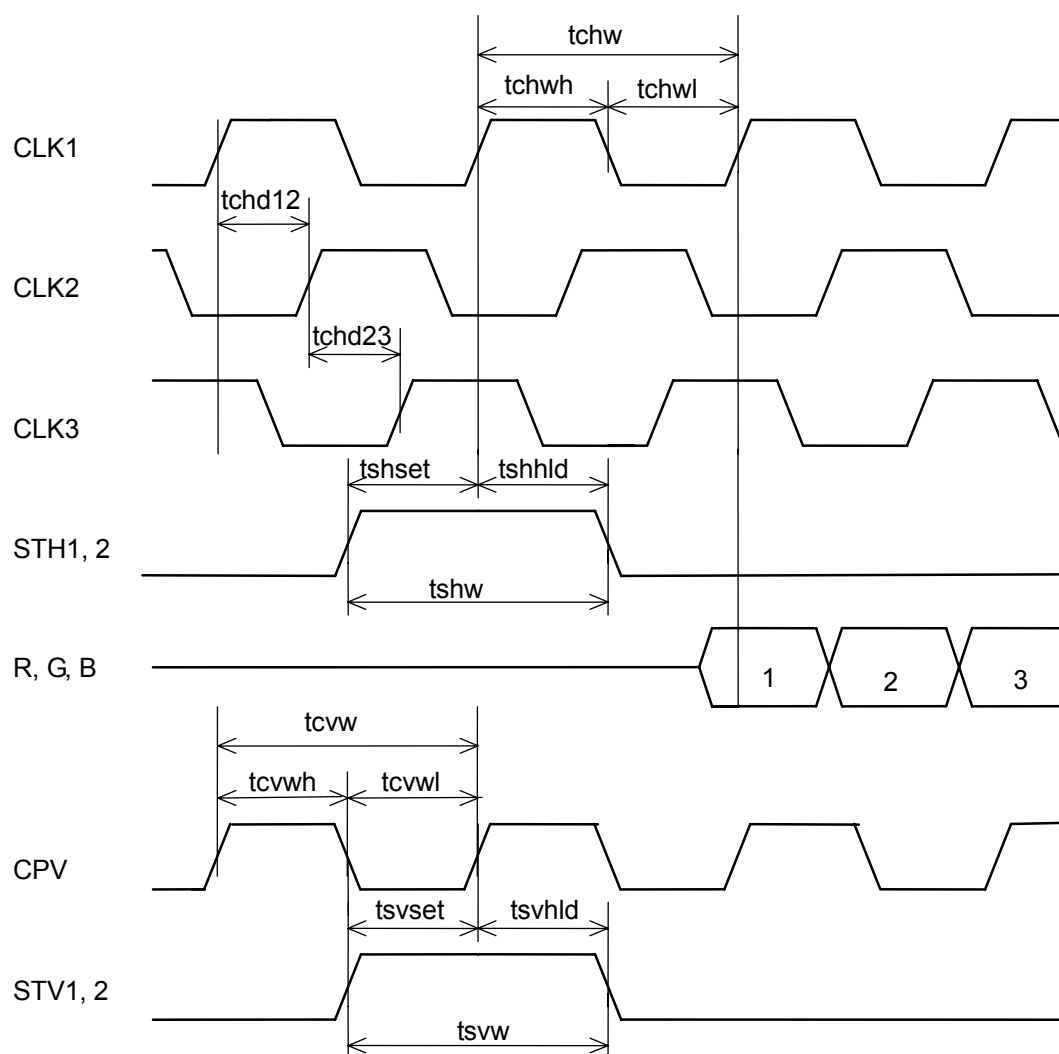 tchw
tchwh tchwl
CLK1
tchd12
CLK2
tchd23
CLK3
tshset tshhld
STH1, 2
tshw
R, G, B 1 2 3
tcvw
tcvwh tcvwl
CPV
tsvset tsvhld
STV1, 2
tsvw